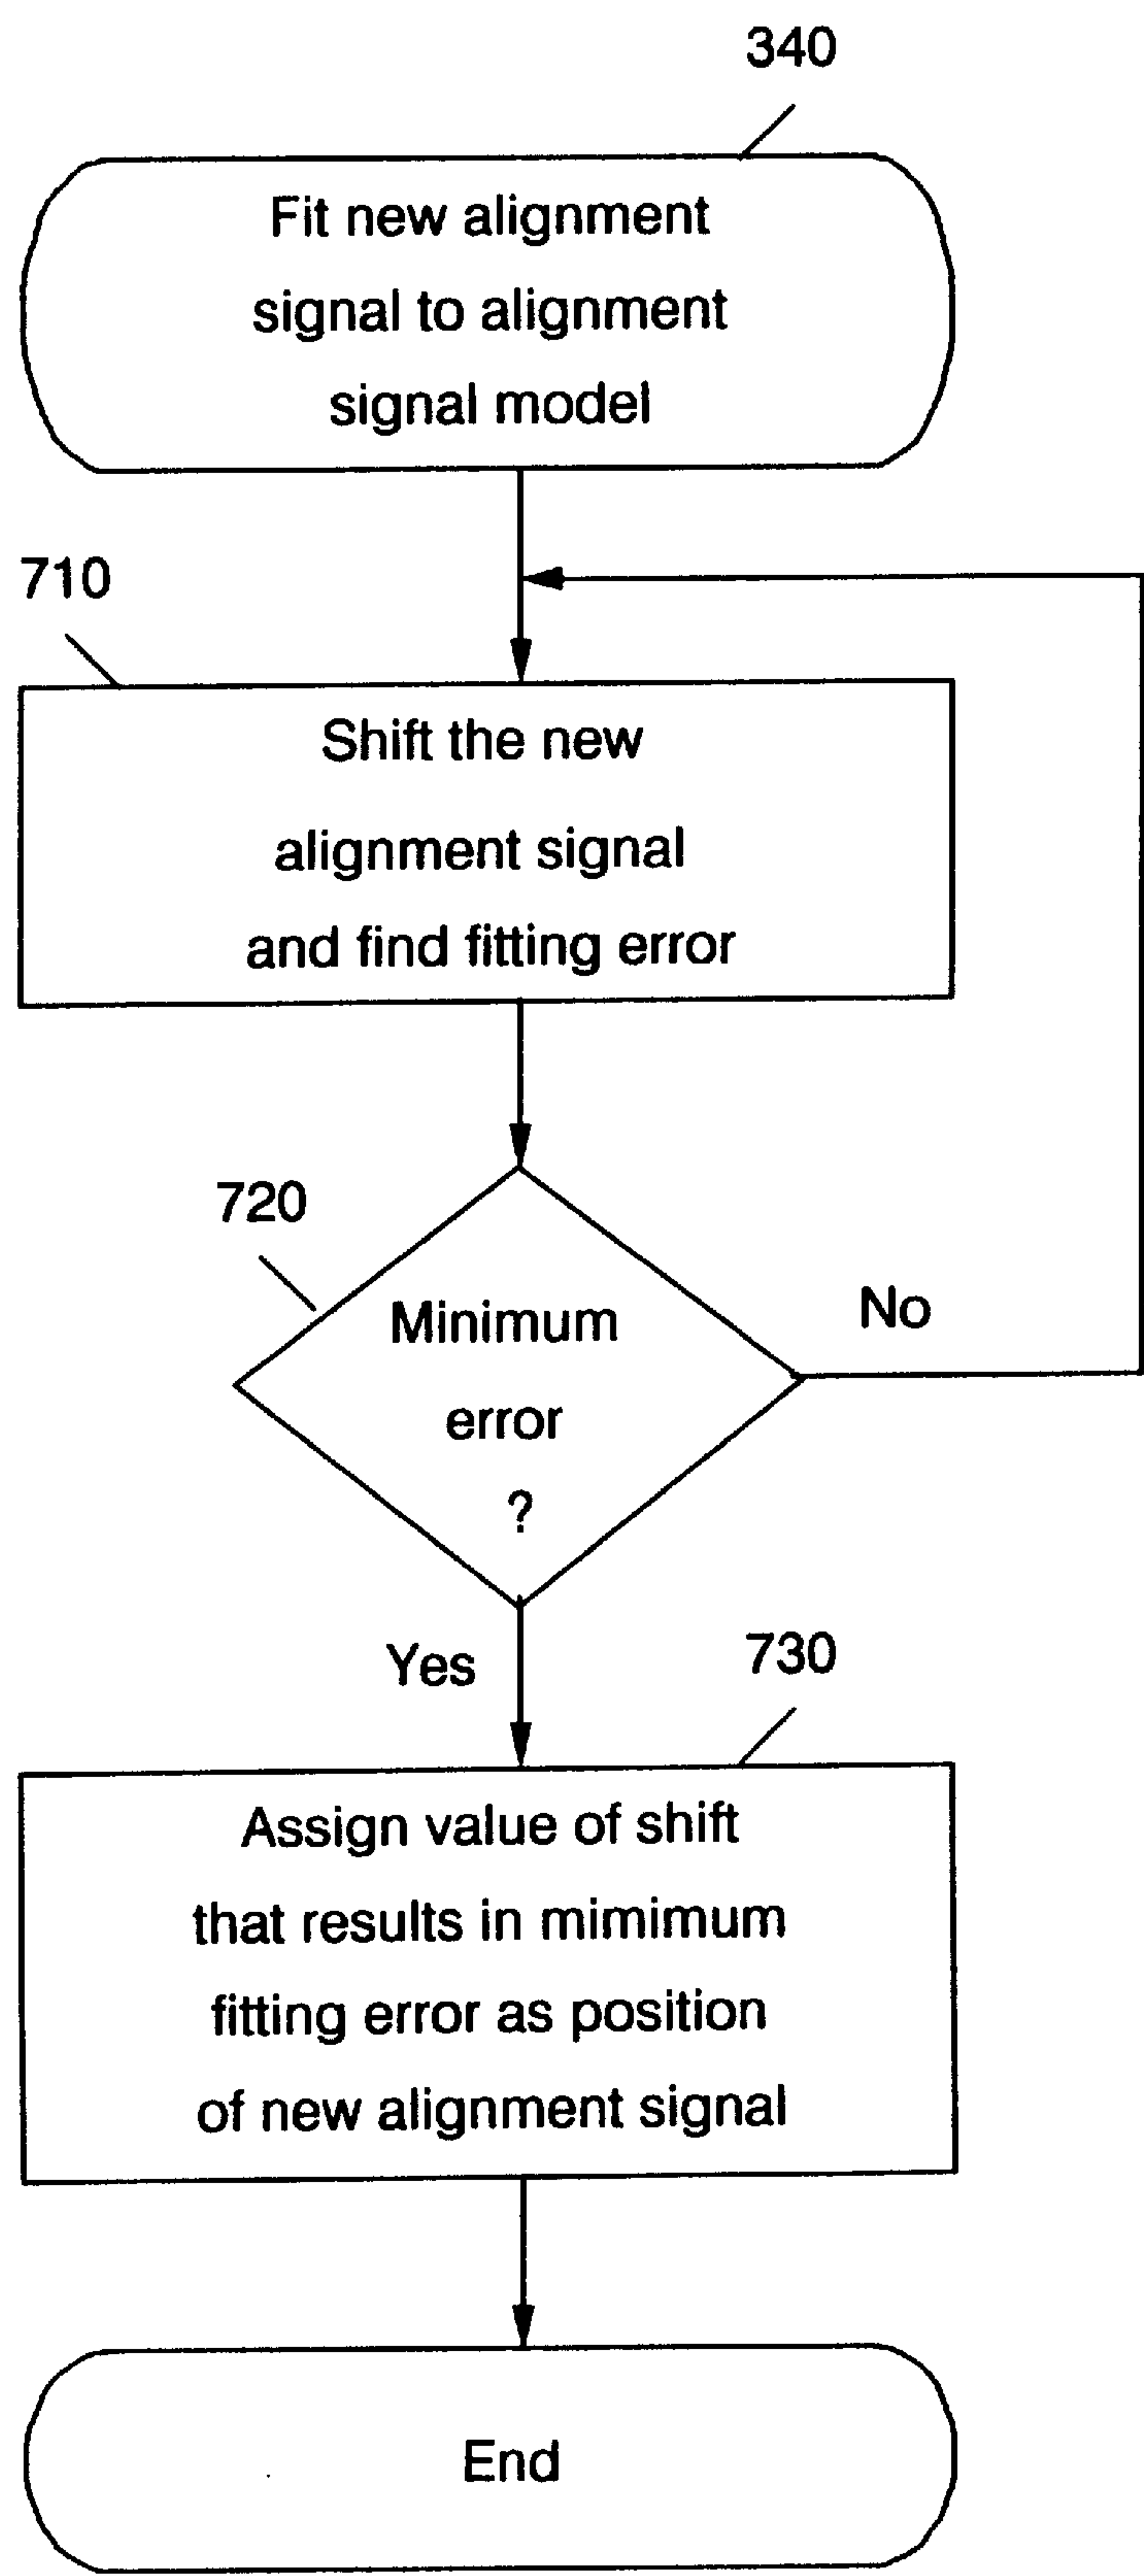 340
Fit new alignment
signal to alignment
signal model
710
Shift the new
alignment signal
and find fitting error
720
Minimum
error
?
No
Yes
730
Assign value of shift
that results in mimimum
fitting error as position
of new alignment signal
End